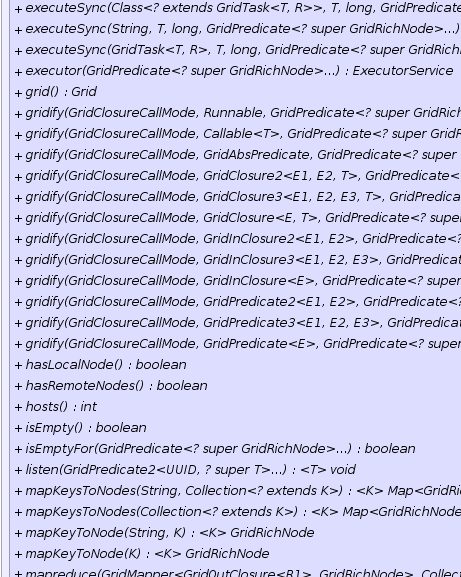 + executeSync(Class<? extends GridTask<T, R>>, T, long, GridPredicate
+ executeSync(String, T, long, GridPredicate<? super GridRichNode>...)
+ executeSync(GridTask<T, R>, T, long, GridPredicate<? super GridRich
+ executor(GridPredicate<? super GridRichNode>...) : ExecutorService
+ grid() : Grid
+ gridify(GridClosureCallMode, Runnable, GridPredicate<? super GridRich
+ gridify(GridClosureCallMode, Callable<T>, GridPredicate<? super GridR
+ gridify(GridClosureCallMode, GridAbsPredicate, GridPredicate<? super
+ gridify(GridClosureCallMode, GridClosure2<E1, E2, T>, GridPredicate<
+ gridify(GridClosureCallMode, GridClosure3<E1, E2, E3, T>, GridPredica
+ gridify(GridClosureCallMode, GridClosure<E, T>, GridPredicate<? supe
+ gridify(GridClosureCallMode, GridInClosure2<E1, E2>, GridPredicate<?
+ gridify(GridClosureCallMode, GridInClosure3<E1, E2, E3>, GridPredicat
+ gridify(GridClosureCallMode, GridInClosure<E>, GridPredicate<? super
+ gridify(GridClosureCallMode, GridPredicate2<E1, E2>, GridPredicate<?
+ gridify(GridClosureCallMode, GridPredicate3<E1, E2, E3>, GridPredicat
+ gridify(GridClosureCallMode, GridPredicate<E>, GridPredicate<? super
+ hasLocalNode() : boolean
+ hasRemoteNodes() : boolean
+ hosts() : int
+ isEmpty() : boolean
+ isEmptyFor(GridPredicate<? super GridRichNode>...) : boolean
+ listen(GridPredicate2<UUID, ? super T>...) : <T> void
+ mapKeysToNodes(String, Collection<? extends K>) : <K> Map<GridRi
+ mapKeysToNodes(Collection<? extends K>) : <K> Map<GridRichNode
+ mapKeyToNode(String, K) : <K> GridRichNode
+ mapKeyToNode(K) : <K> GridRichNode
+ mapreduce(GridMapper<GridOutClosure<R1>, GridRichNode>, Collect